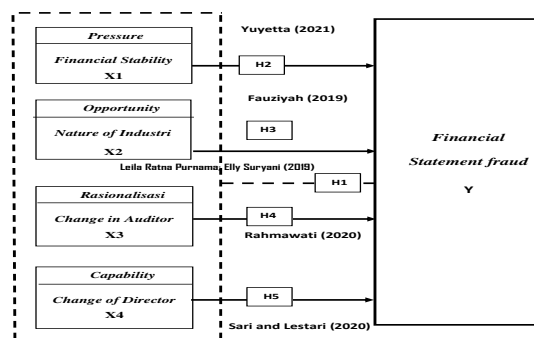 Pressure
Financial Stability
X1
Yuyetta (2021)
H2
Opportunity
Nature of Industri
X2
Fauziyah (2019)
H3
Leila Ratna Purnama; Elly Suryani (2019)
H1
Rasionalisasi
Change in Auditor
X3
H4
Rahmawati (2020)
Capability
Change of Director
X4
H5
Sari and Lestari (2020)
Financial
Statement fraud
Y